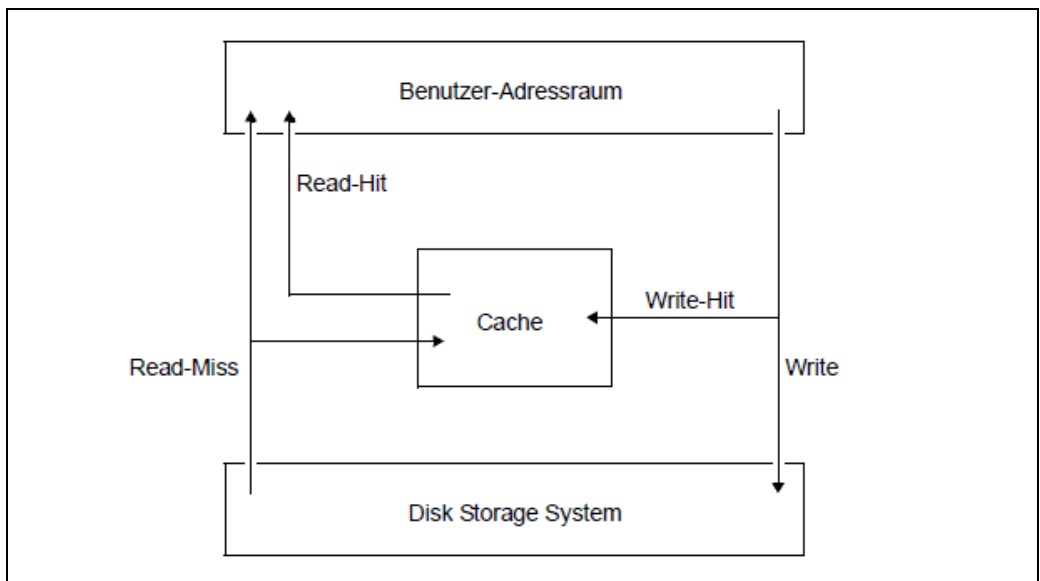 Benutzer-Adressraum
Read-Hit
Write-Hit
Cache
Read-Miss
Write
Disk Storage System